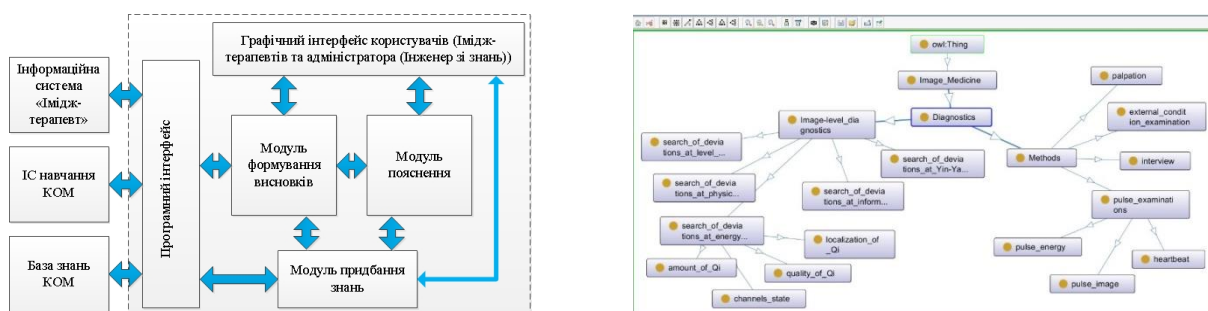 Графічний інтерфейс користувачів (Імідж-
терапевтів та адміністратора (Інженер зі знань))
Інформаційна
система
«Імідж-
терапевт»
ІС навчання
КОМ
База знань
КОМ
Програмний інтерфейс
Модуль
формування
висновків
Модуль
пояснення
Модуль придбання
знань
owl:Thing
Image_Medicine
Diagnostics
Image-level_dia
gnostics
search_of_devia
tions_at_level_...
search_of_devia
tions_at_physic...
search_of_devia
tions_at_energy...
search_of_devia
tions_at_inform...
search_of_devia
tions_at_Yin-Ya...
localization_of
_Qi
amount_of_Qi
quality_of_Qi
channels_state
Methods
palpation
external_condit
ion_examination
interview
pulse_examinati
ons
pulse_energy
heartbeat
pulse_image